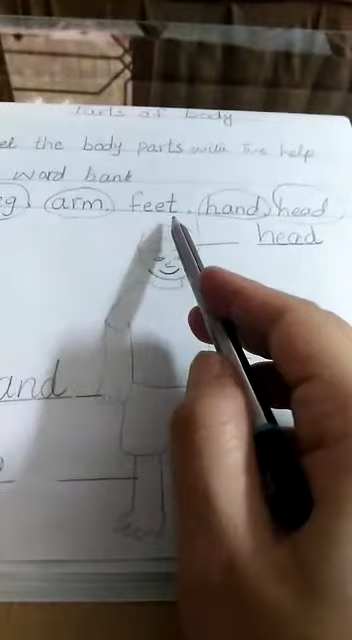 Parts of body
the body parts with the help
word bank
arm, feet, hand, head
head
and